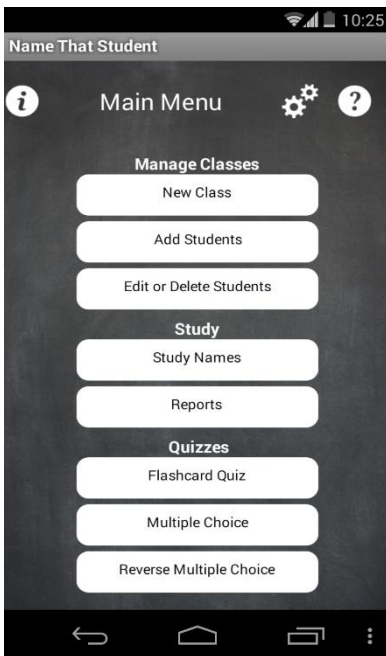 10:25
Name That Student
i Main Menu ?
Manage Classes
New Class
Add Students
Edit or Delete Students
Study
Study Names
Reports
Quizzes
Flashcard Quiz
Multiple Choice
Reverse Multiple Choice